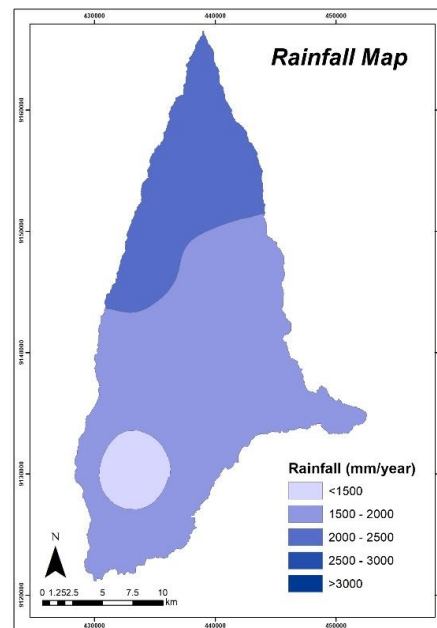 430000 440000 450000
Rainfall Map
9160000
9150000
9140000
9130000
9120000
Rainfall (mm/year)
<1500
1500 - 2000
2000 - 2500
2500 - 3000
>3000
N
0 1.252.5 5 7.5 10
km
430000 440000 450000